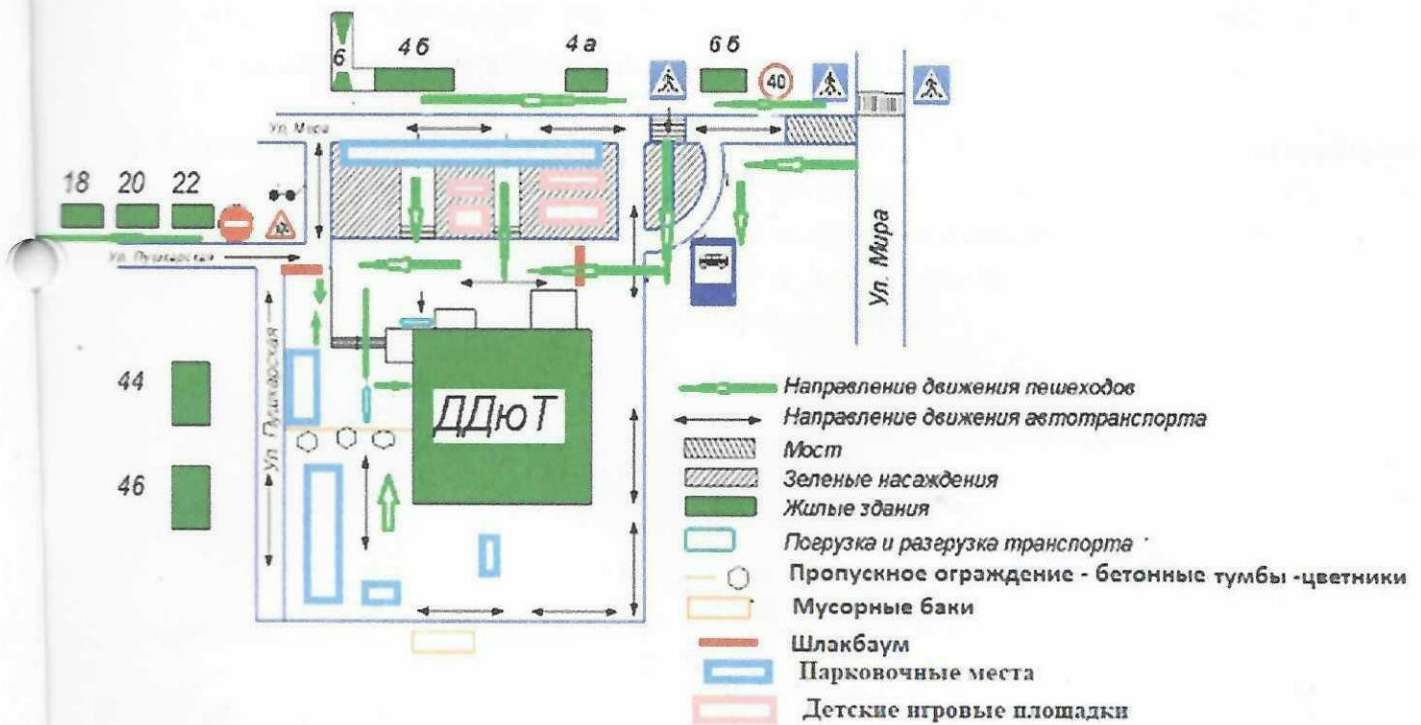 6
4б
4а
6б
40
Ул. Мира
18
20
22
Ул. Пушкарская
Ул. Мира
44
Ул. Пушкарская
ДДюТ
46
Направление движения пешеходов
Направление движения автотранспорта
Мост
Зеленые насаждения
Жилые здания
Погрузка и разгрузка транспорта
Пропускное ограждение - бетонные тумбы -цветники
Мусорные баки
Шлакбаум
Парковочные места
Детские игровые площадки